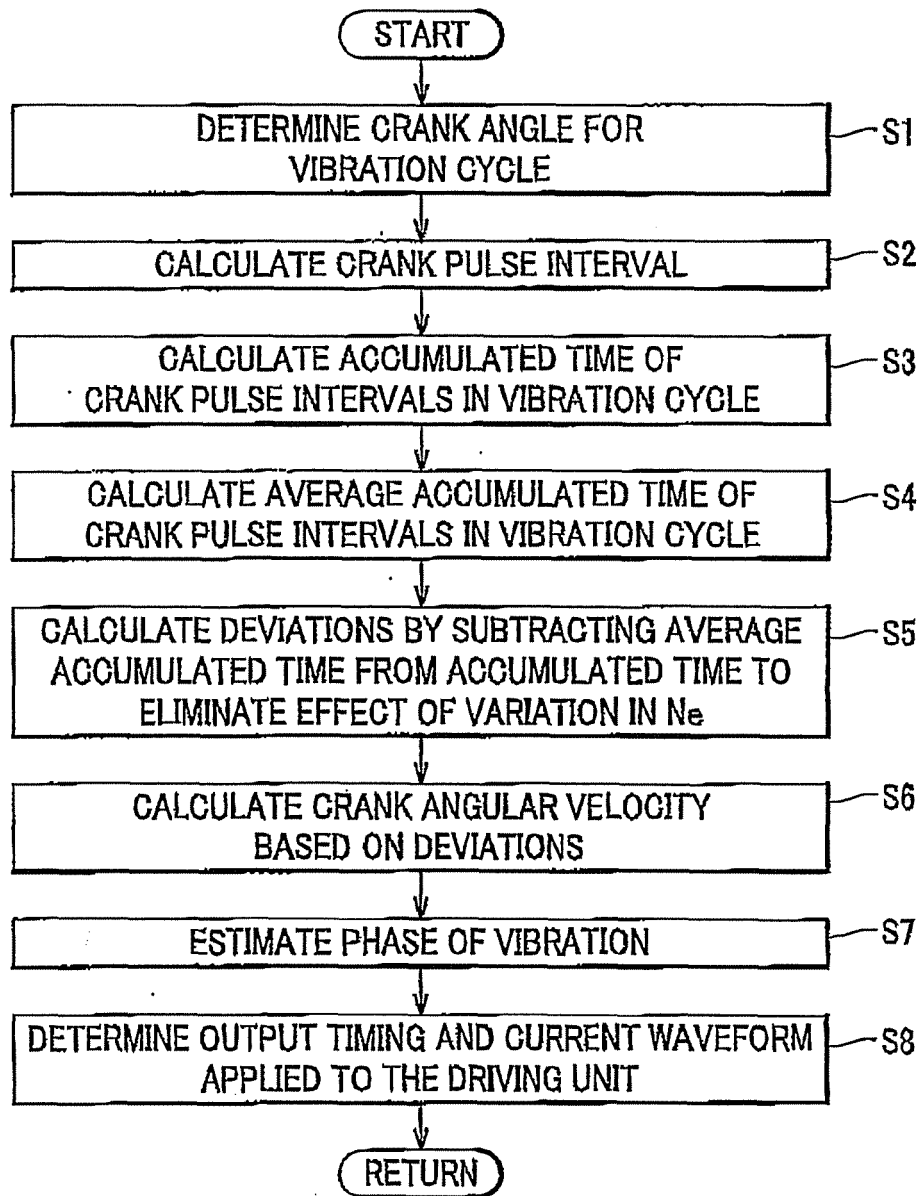 START
DETERMINE CRANK ANGLE FOR
VIBRATION CYCLE
S1
CALCULATE CRANK PULSE INTERVAL
S2
CALCULATE ACCUMULATED TIME OF
CRANK PULSE INTERVALS IN VIBRATION CYCLE
S3
CALCULATE AVERAGE ACCUMULATED TIME OF
CRANK PULSE INTERVALS IN VIBRATION CYCLE
S4
CALCULATE DEVIATIONS BY SUBTRACTING AVERAGE
ACCUMULATED TIME FROM ACCUMULATED TIME TO
ELIMINATE EFFECT OF VARIATION IN Ne
S5
CALCULATE CRANK ANGULAR VELOCITY
BASED ON DEVIATIONS
S6
ESTIMATE PHASE OF VIBRATION
S7
DETERMINE OUTPUT TIMING AND CURRENT WAVEFORM
APPLIED TO THE DRIVING UNIT
S8
RETURN